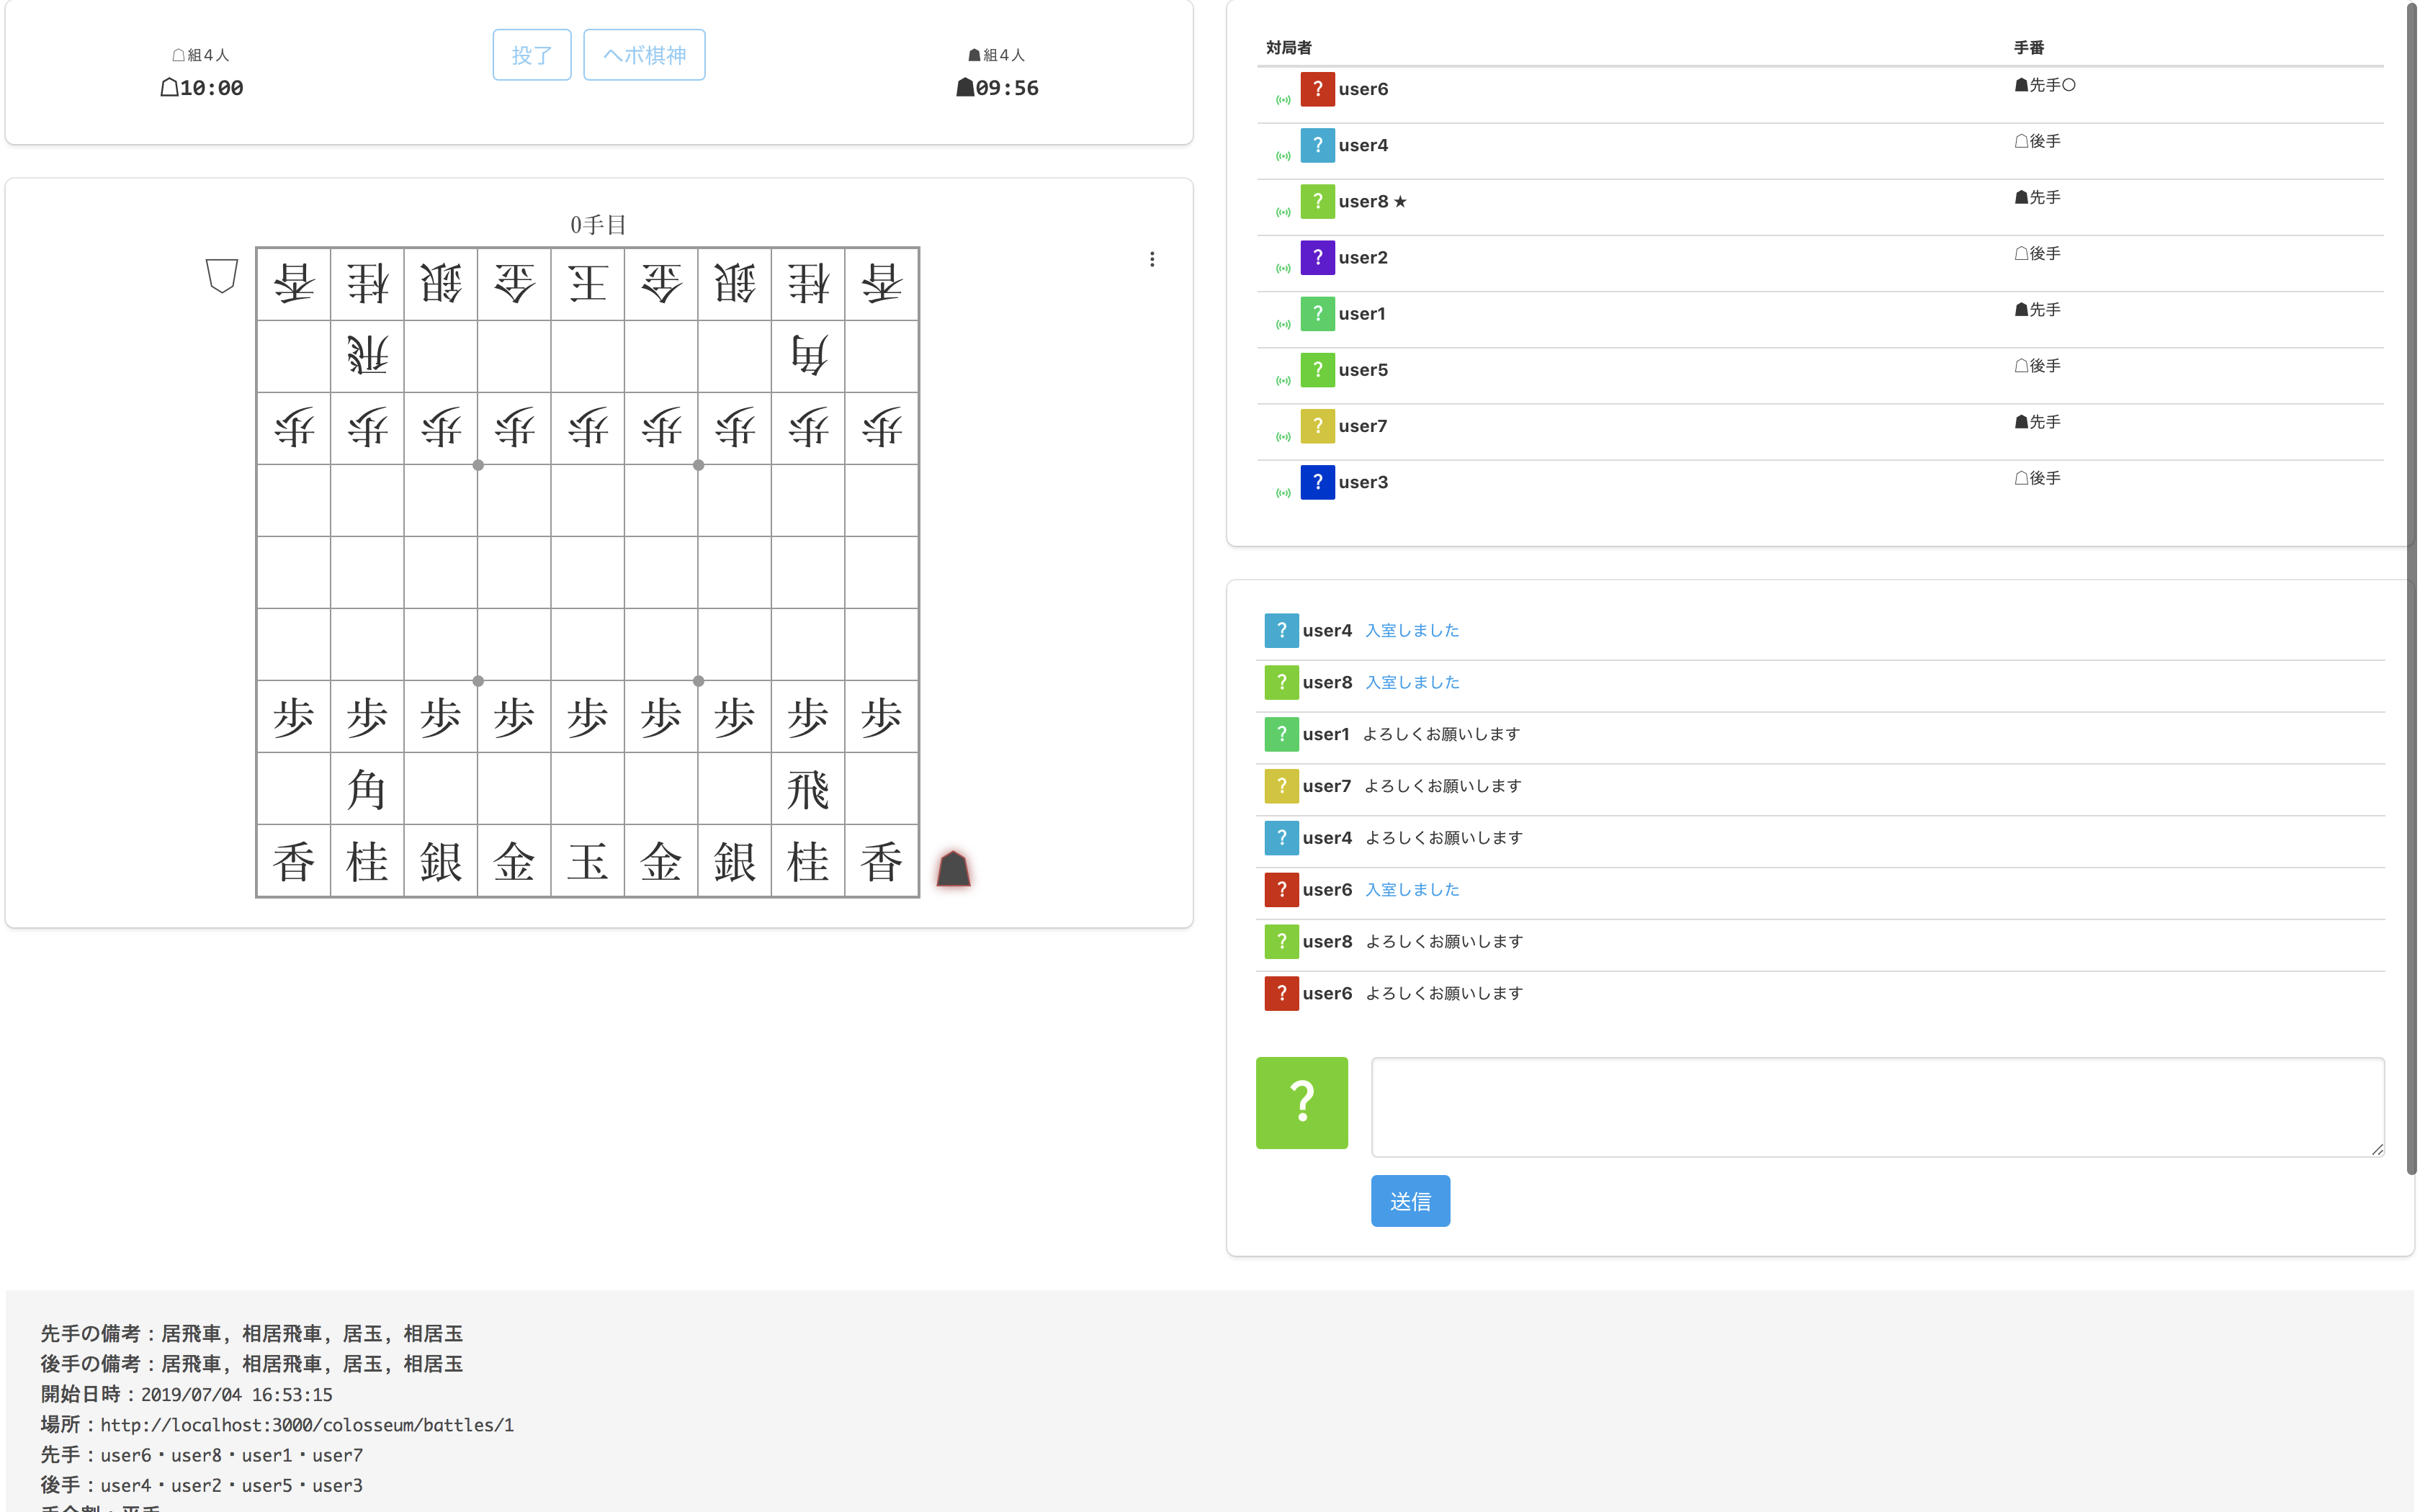 ☖組4人
☖10:00
投了
ヘボ棋神
☗組4人
☗09:56
0手目
香 桂 銀 金 王 金 銀 桂 香
飛 角
歩 歩 歩 歩 歩 歩 歩 歩 歩
歩 歩 歩 歩 歩 歩 歩 歩 歩
角 飛
香 桂 銀 金 玉 金 銀 桂 香
対局者 手番
? user6 ☗先手〇
? user4 ☖後手
? user8 ★ ☗先手
? user2 ☖後手
? user1 ☗先手
? user5 ☖後手
? user7 ☗先手
? user3 ☖後手
? user4 入室しました
? user8 入室しました
? user1 よろしくお願いします
? user7 よろしくお願いします
? user4 よろしくお願いします
? user6 入室しました
? user8 よろしくお願いします
? user6 よろしくお願いします
?
送信
先手の備考：居飛車, 相居飛車, 居玉, 相居玉
後手の備考：居飛車, 相居飛車, 居玉, 相居玉
開始日時：2019/07/04 16:53:15
場所：http://localhost:3000/colosseum/battles/1
先手：user6・user8・user1・user7
後手：user4・user2・user5・user3